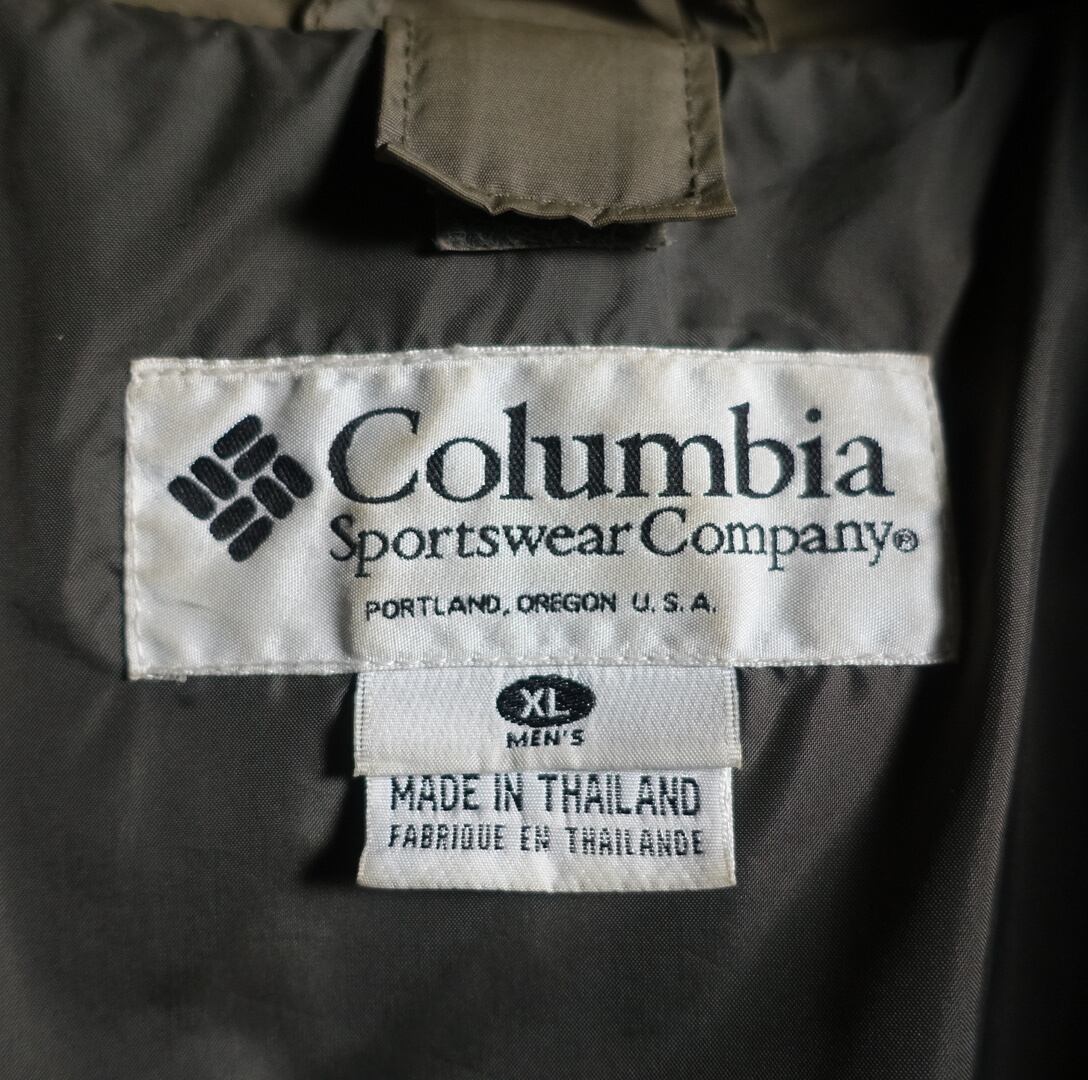 Columbia
Sportswear Company®
PORTLAND, OREGON U.S.A.
XL
MEN'S
MADE IN THAILAND
FABRIQUE EN THAILANDE